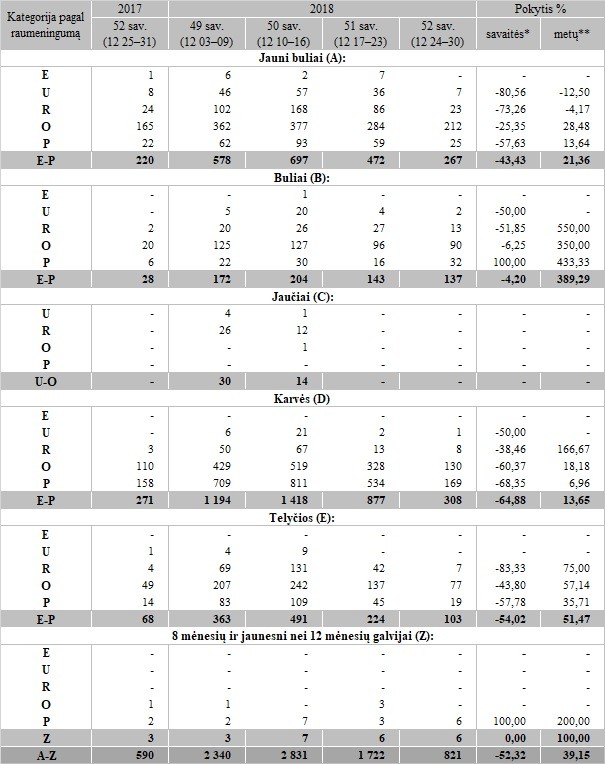 Kategorija pagal raumeningumą 2017 2018 Pokytis %
52 sav. (12 25–31) 49 sav. (12 03–09) 50 sav. (12 10–16) 51 sav. (12 17–23) 52 sav. (12 24–30) savaitės* metų**
Jauni buliai (A):
E 1 6 2 7 - - -
U 8 46 57 36 7 -80,56 -12,50
R 24 102 168 86 23 -73,26 -4,17
O 165 362 377 284 212 -25,35 28,48
P 22 62 93 59 25 -57,63 13,64
E-P 220 578 697 472 267 -43,43 21,36
Buliai (B):
E - - 1 - - - -
U - 5 20 4 2 -50,00 -
R 2 20 26 27 13 -51,85 550,00
O 20 125 127 96 90 -6,25 350,00
P 6 22 30 16 32 100,00 433,33
E-P 28 172 204 143 137 -4,20 389,29
Jaučiai (C):
U - 4 1 - - - -
R - 26 12 - - - -
O - - 1 - - - -
P - - - - - - -
U-O - 30 14 - - - -
Karvės (D)
E - - - - - - -
U - 6 21 2 1 -50,00 -
R 3 50 67 13 8 -38,46 166,67
O 110 429 519 328 130 -60,37 18,18
P 158 709 811 534 169 -68,35 6,96
E-P 271 1 194 1 418 877 308 -64,88 13,65
Telyčios (E):
E - - - - - - -
U 1 4 9 - - - -
R 4 69 131 42 7 -83,33 75,00
O 49 207 242 137 77 -43,80 57,14
P 14 83 109 45 19 -57,78 35,71
E-P 68 363 491 224 103 -54,02 51,47
8 mėnesių ir jaunesni nei 12 mėnesių galvijai (Z):
E - - - - - - -
U - - - - - - -
R - - - - - - -
O 1 1 - 3 - - -
P 2 2 7 3 6 100,00 200,00
Z 3 3 7 6 6 0,00 100,00
A-Z 590 2 340 2 831 1 722 821 -52,32 39,15